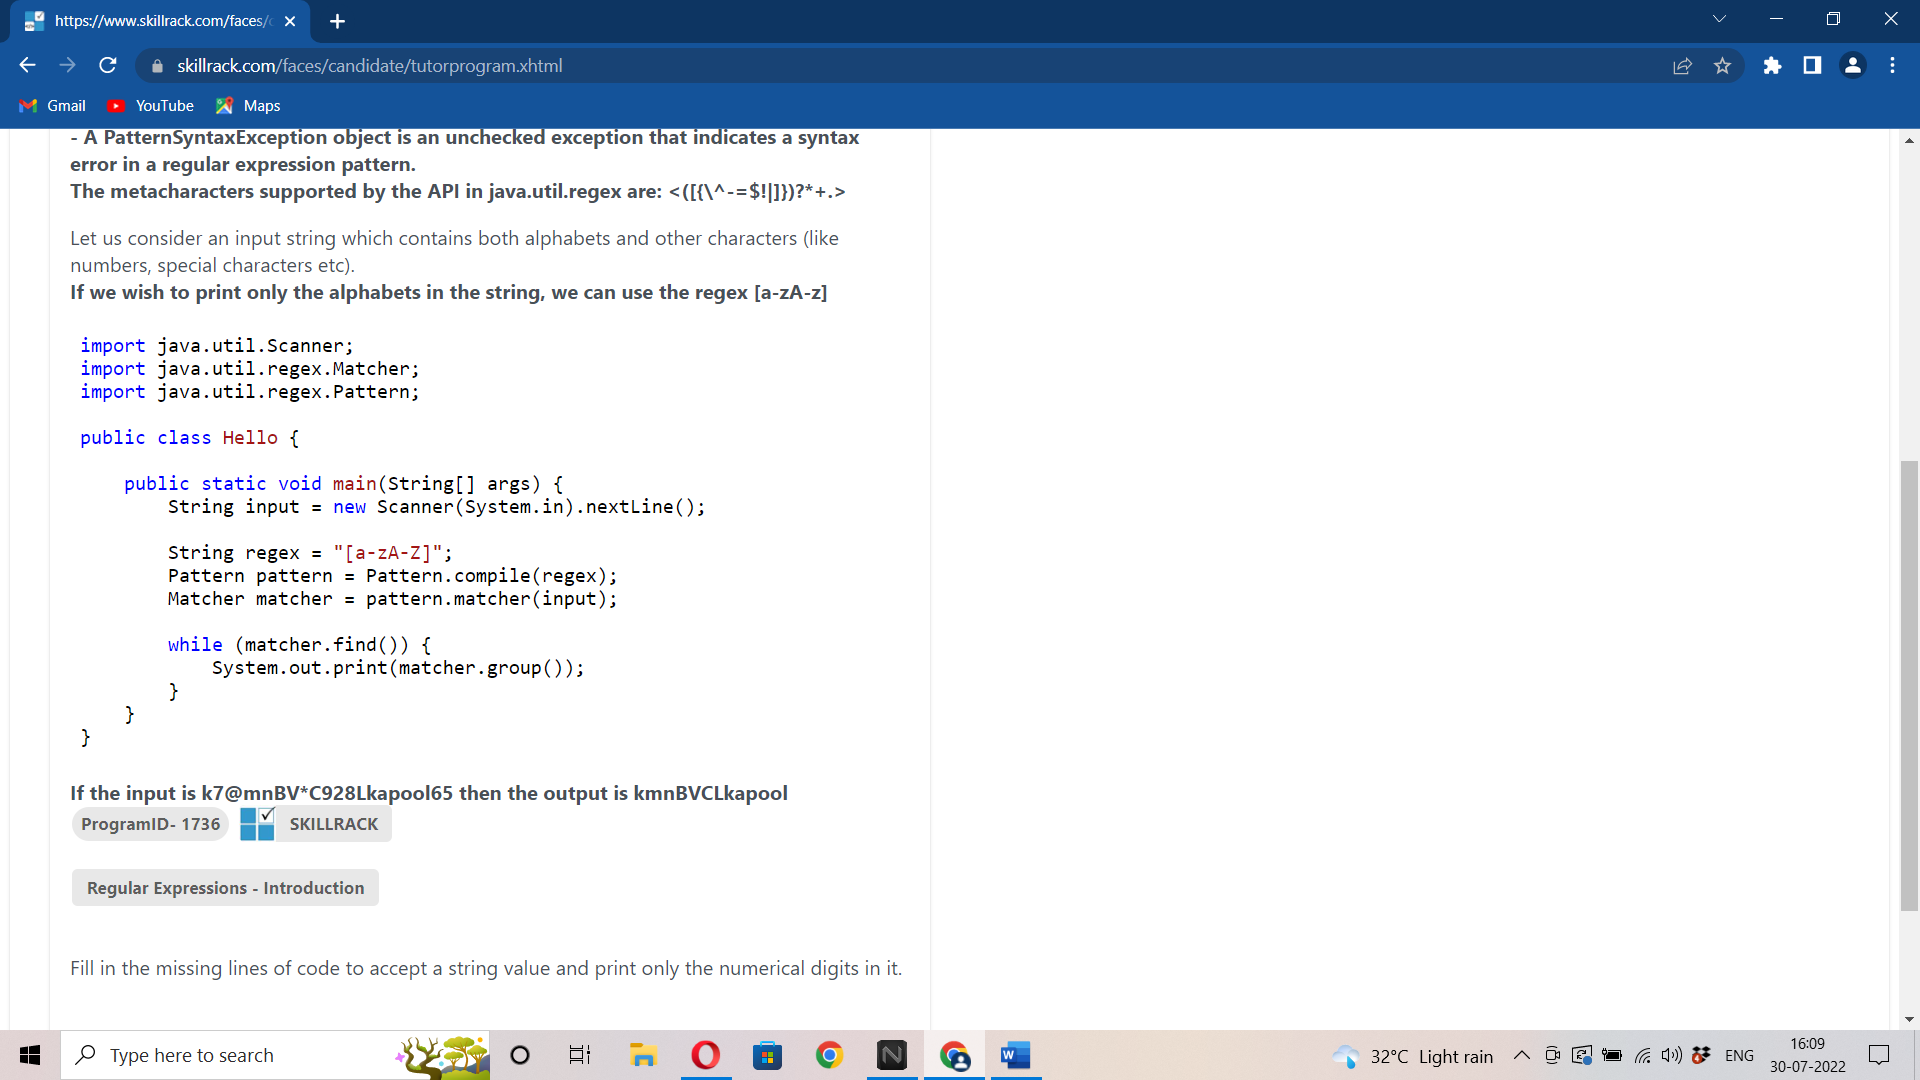 https://www.skillrack.com/faces/c
skillrack.com/faces/candidate/tutorprogram.xhtml
Gmail YouTube Maps
- A PatternSyntaxException object is an unchecked exception that indicates a syntax
error in a regular expression pattern.
The metacharacters supported by the API in java.util.regex are: <([{\^-=$!|]})?*+.>
Let us consider an input string which contains both alphabets and other characters (like
numbers, special characters etc).
If we wish to print only the alphabets in the string, we can use the regex [a-zA-z]
import java.util.Scanner;
import java.util.regex.Matcher;
import java.util.regex.Pattern;
public class Hello {
public static void main(String[] args) {
String input = new Scanner(System.in).nextLine();
String regex = "[a-zA-Z]";
Pattern pattern = Pattern.compile(regex);
Matcher matcher = pattern.matcher(input);
while (matcher.find()) {
System.out.print(matcher.group());
}
}
}
If the input is k7@mnBV*C928Lkapool65 then the output is kmnBVCLkapool
ProgramID- 1736 SKILLRACK
Regular Expressions - Introduction
Fill in the missing lines of code to accept a string value and print only the numerical digits in it.
Type here to search
32°C Light rain
ENG
16:09
30-07-2022